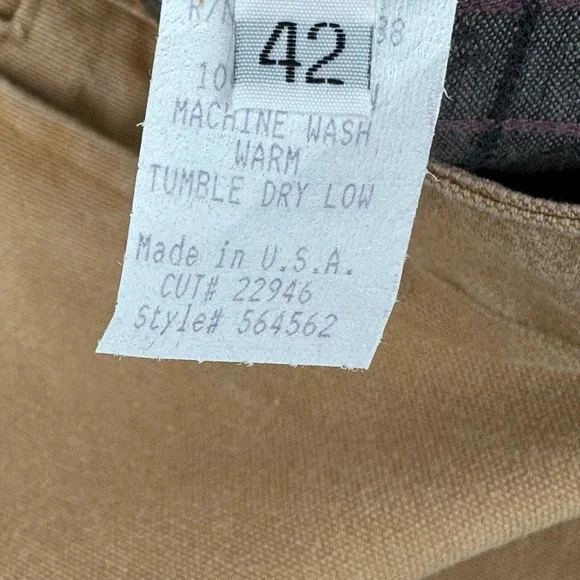 42
MACHINE WASH
WARM
TUMBLE DRY LOW
Made in U.S.A.
CUT# 22946
Style# 564562